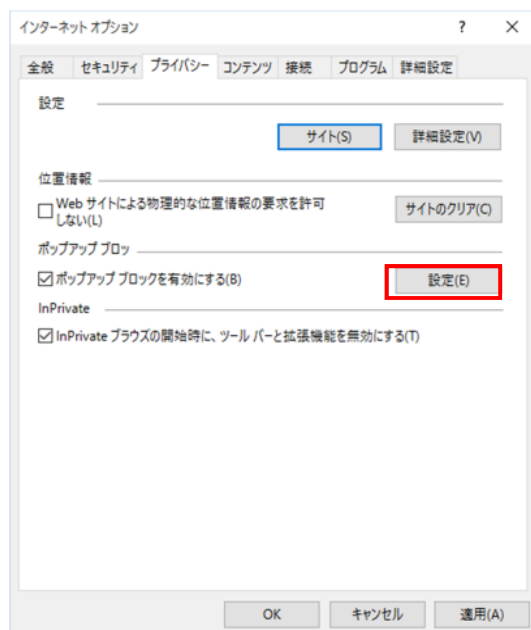 インターネット オプション ? ×
全般 セキュリティ プライバシー コンテンツ 接続 プログラム 詳細設定
設定
サイト(S) 詳細設定(V)
位置情報
Web サイトによる物理的な位置情報の要求を許可
しない(L)
サイトのクリア(C)
ポップアップ ブロッ
ポップアップ ブロックを有効にする(B) 設定(E)
InPrivate
InPrivate ブラウズの開始時に、ツール バーと拡張機能を無効にする(T)
OK キャンセル 適用(A)